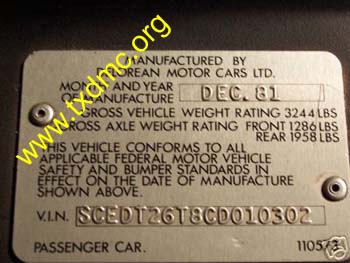 MANUFACTURED BY
DELOREAN MOTOR CARS LTD.
MONTH AND YEAR
OF MANUFACTURE DEC. 81
GROSS VEHICLE WEIGHT RATING 3244 LBS
GROSS AXLE WEIGHT RATING FRONT 1286 LBS
REAR 1958 LBS
THIS VEHICLE CONFORMS TO ALL
APPLICABLE FEDERAL MOTOR VEHICLE
SAFETY AND BUMPER STANDARDS IN
EFFECT ON THE DATE OF MANUFACTURE
SHOWN ABOVE.
V.I.N. SCEDT26T8CD010302
PASSENGER CAR. 110573
www.txdmc.org